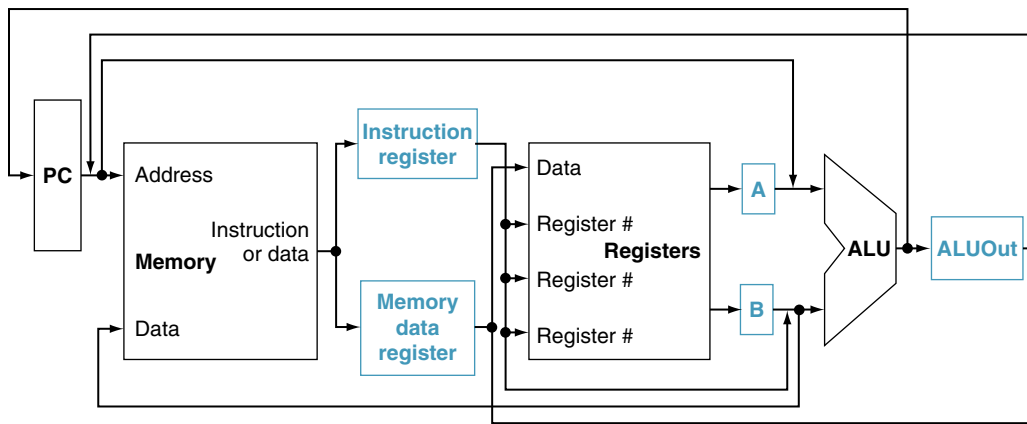 PC
Address
Memory
Instruction
or data
Data
Instruction
register
Memory
data
register
Data
Register #
Registers
Register #
Register #
A
B
ALU
ALUOut